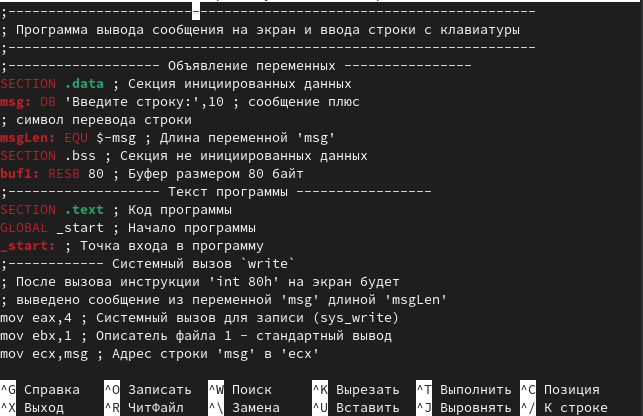 ;------------------------------------------------------------------
; Программа вывода сообщения на экран и ввода строки с клавиатуры
;------------------------------------------------------------------
;------------------- Объявление переменных ----------------
SECTION .data ; Секция инициированных данных
msg: DB 'Введите строку:',10 ; сообщение плюс
; символ перевода строки
msgLen: EQU $-msg ; Длина переменной 'msg'
SECTION .bss ; Секция не инициированных данных
buf1: RESB 80 ; Буфер размером 80 байт
;------------------- Текст программы -----------------
SECTION .text ; Код программы
GLOBAL _start ; Начало программы
_start: ; Точка входа в программу
;------------ Системный вызов `write`
; После вызова инструкции 'int 80h' на экран будет
; выведено сообщение из переменной 'msg' длиной 'msgLen'
mov eax,4 ; Системный вызов для записи (sys_write)
mov ebx,1 ; Описатель файла 1 - стандартный вывод
mov ecx,msg ; Адрес строки 'msg' в 'ecx'
^G Справка ^O Записать ^W Поиск ^K Вырезать ^T Выполнить ^C Позиция
^X Выход ^R ЧитФайл ^\ Замена ^U Вставить ^J Выровнять ^/ К строке